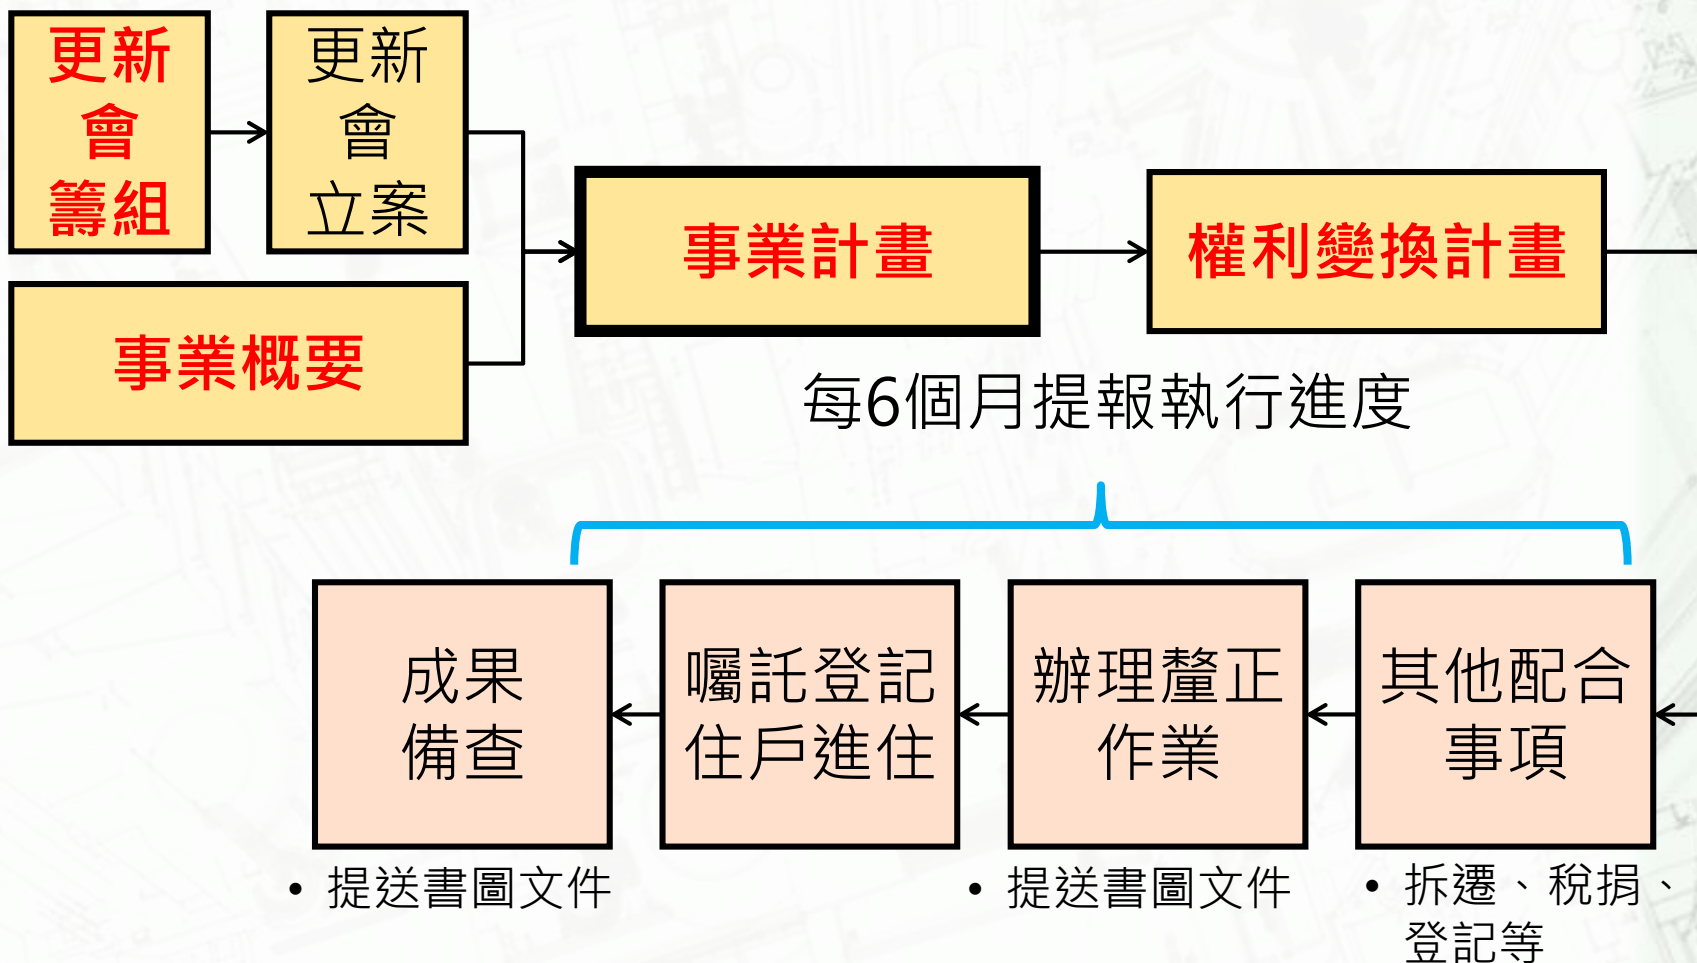 更新
會
籌組
更新
會
立案
事業概要
事業計畫
權利變換計畫
每6個月提報執行進度
成果
備查
囑託登記
住戶進住
辦理釐正
作業
其他配合
事項
• 提送書圖文件
• 提送書圖文件
• 拆遷、稅捐、
登記等